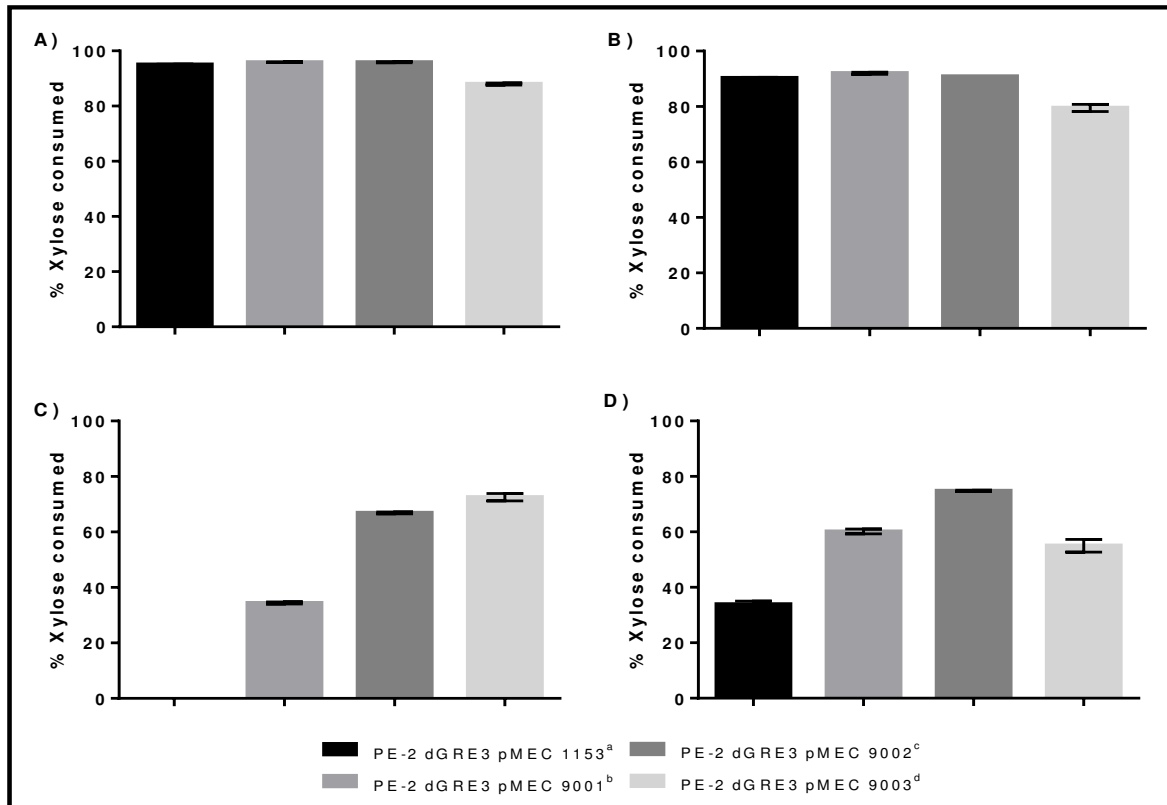 A)
100
80
60
40
20
0
% Xylose consumed
B)
100
80
60
40
20
0
% Xylose consumed
C)
100
80
60
40
20
0
% Xylose consumed
D)
100
80
60
40
20
0
% Xylose consumed
PE-2 dGRE3 pMEC 1153a
PE-2 dGRE3 pMEC 9002c
PE-2 dGRE3 pMEC 9001b
PE-2 dGRE3 pMEC 9003d